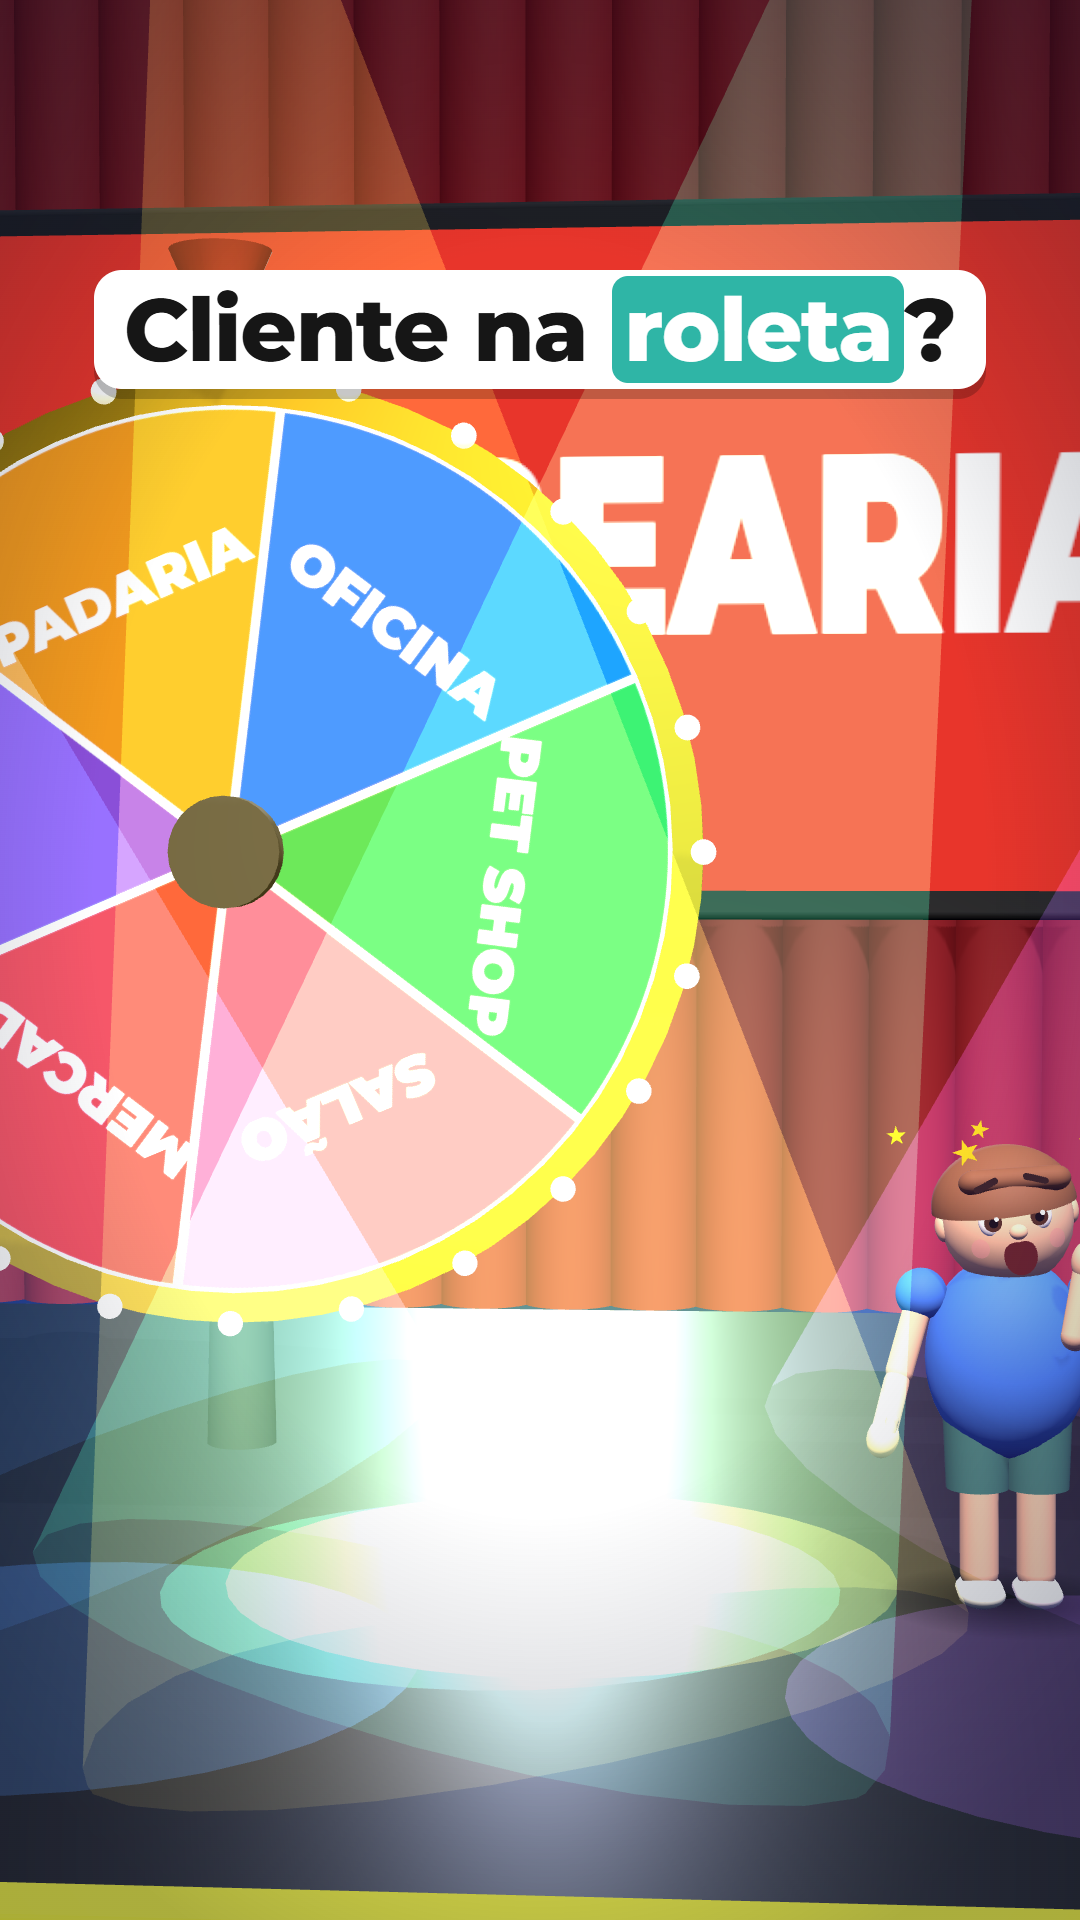 Cliente na roleta?
EARIA
PADARIA
OFICINA
PET SHOP
SALÃO
MERCAD